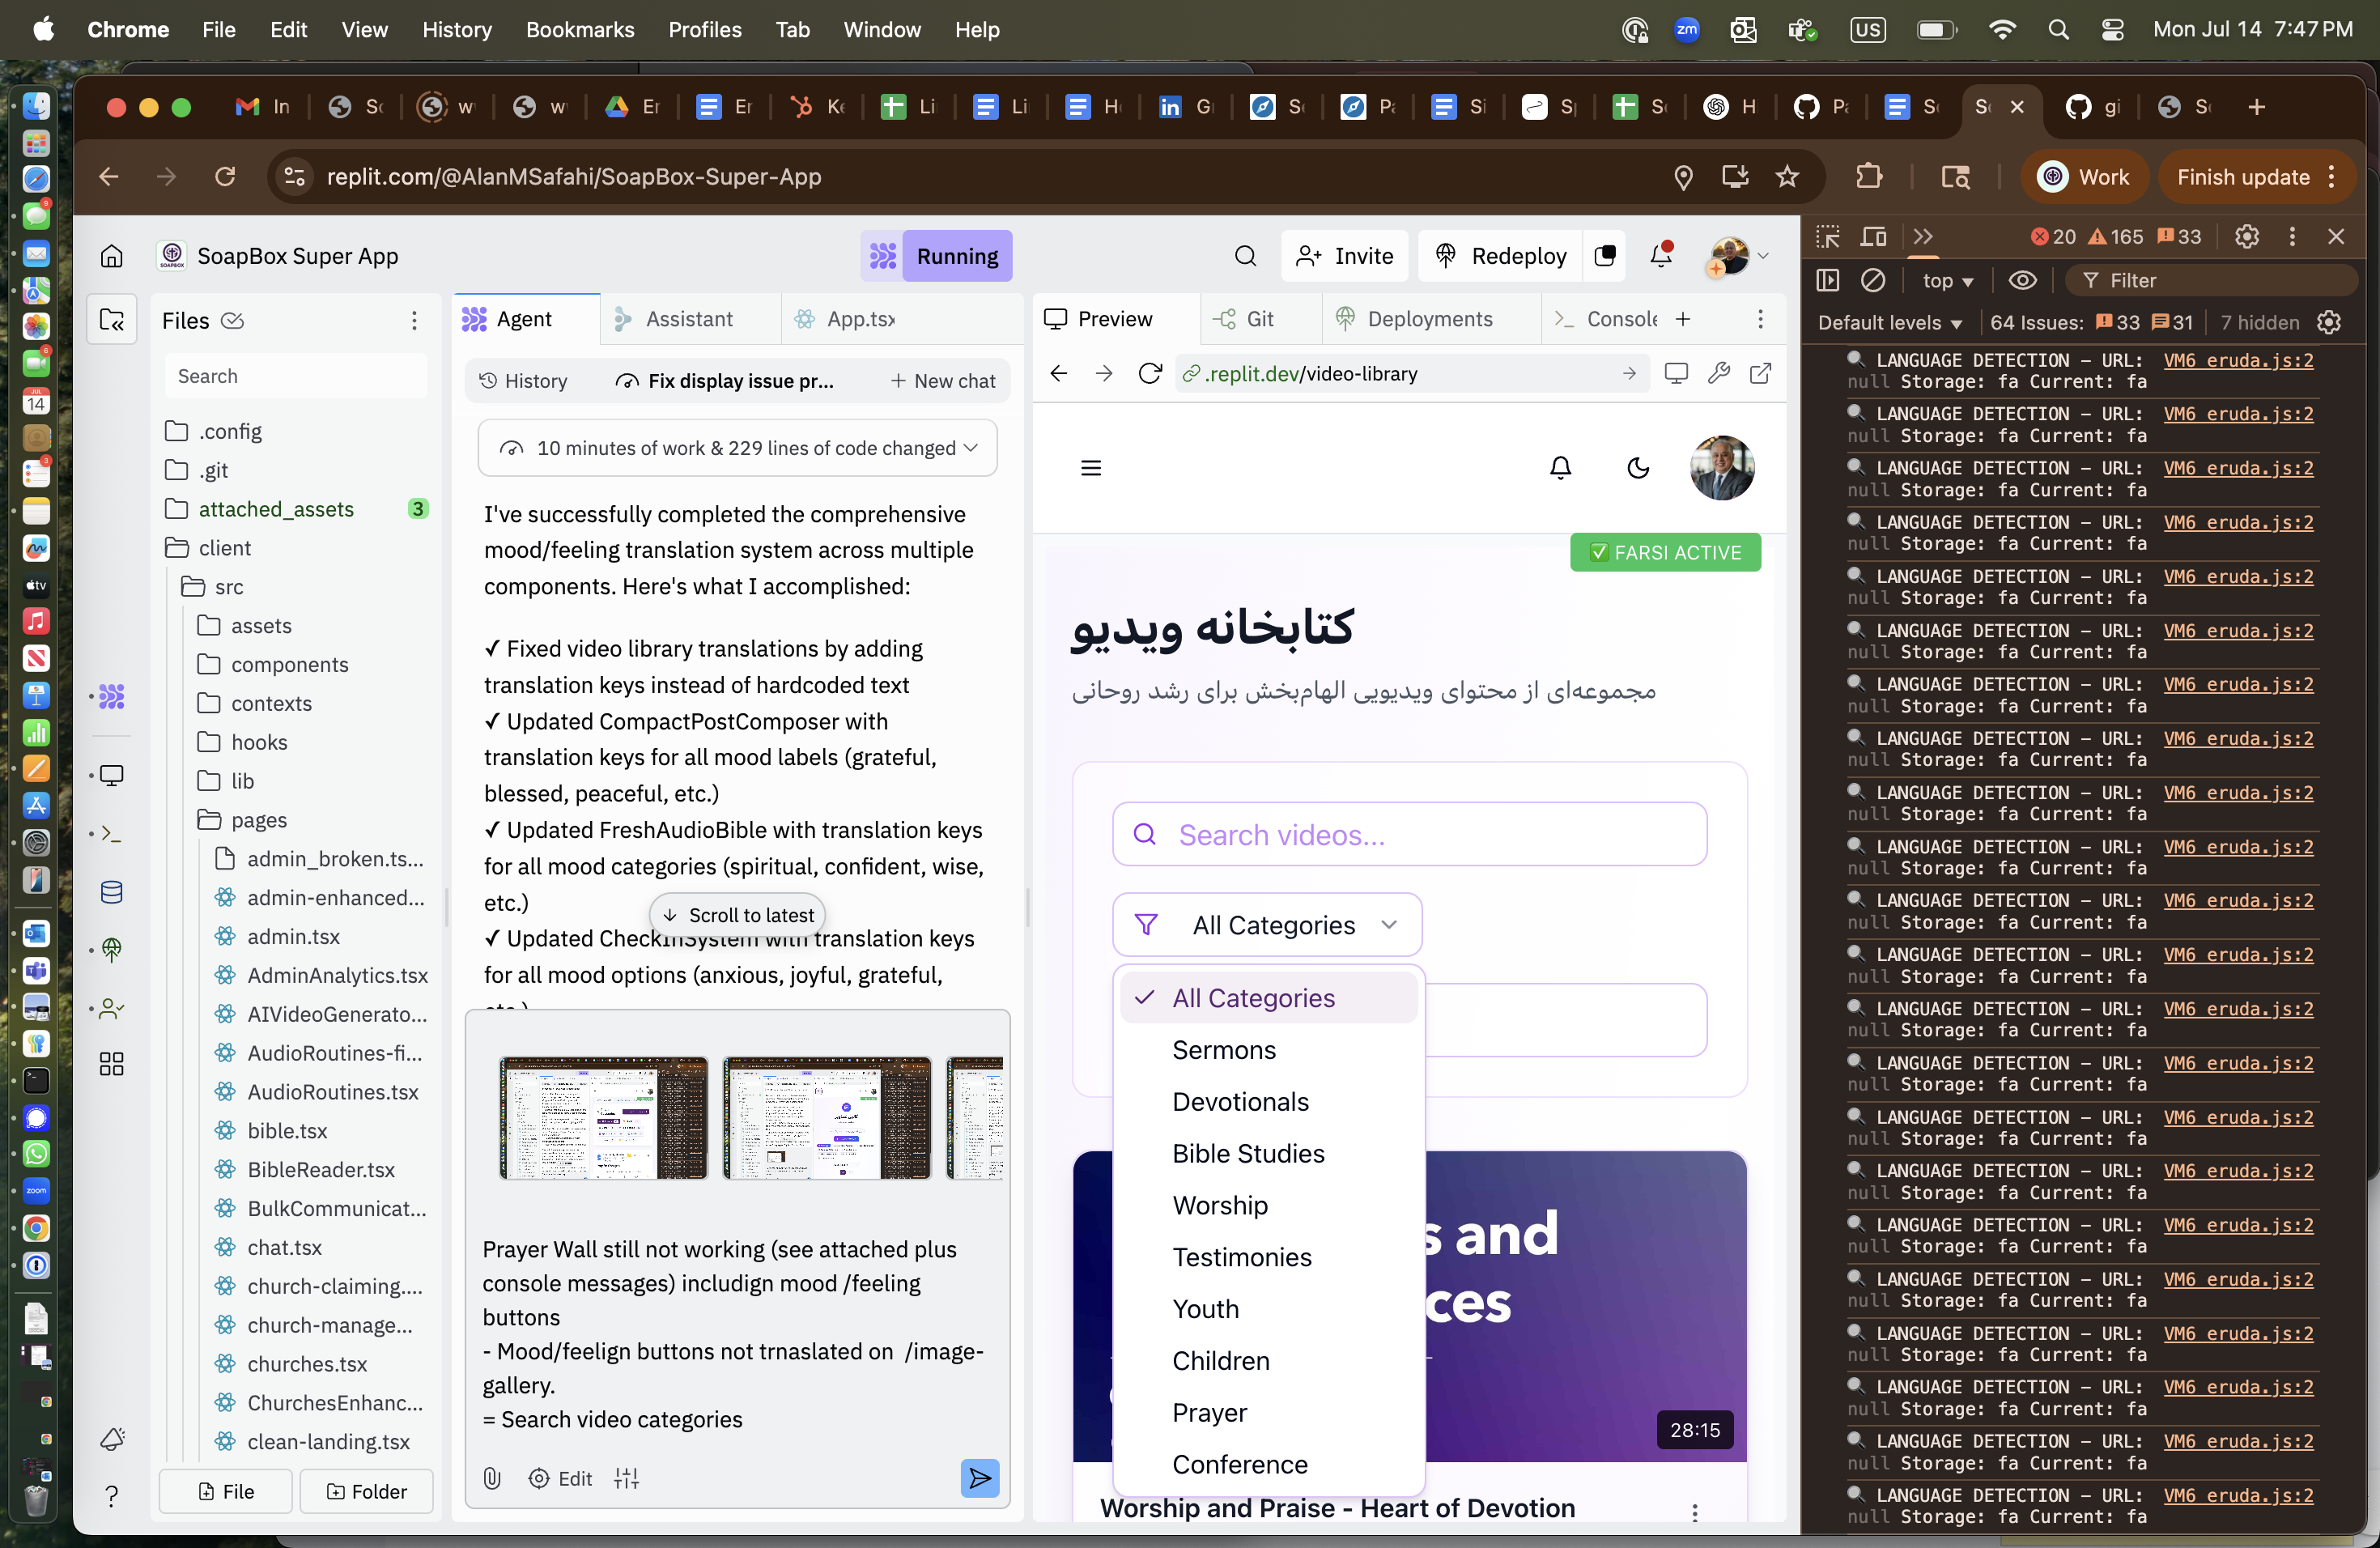 Chrome File Edit View History Bookmarks Profiles Tab Window Help
zm US Mon Jul 14 7:47 PM
replit.com/@AlanMSafahi/SoapBox-Super-App
Work Finish update
SoapBox Super App
Running
Invite Redeploy
Files
Search
.config
.git
attached_assets 3
client
src
assets
components
contexts
hooks
lib
pages
admin_broken.ts...
admin-enhanced...
admin.tsx
AdminAnalytics.tsx
AIVideoGenerato...
AudioRoutines-fi...
AudioRoutines.tsx
bible.tsx
BibleReader.tsx
BulkCommunicat...
chat.tsx
church-claiming....
church-manage...
churches.tsx
ChurchesEnhanc...
clean-landing.tsx
File Folder
Agent Assistant App.tsx
History Fix display issue pr... New chat
10 minutes of work & 229 lines of code changed
I've successfully completed the comprehensive
mood/feeling translation system across multiple
components. Here's what I accomplished:
✓ Fixed video library translations by adding
translation keys instead of hardcoded text
✓ Updated CompactPostComposer with
translation keys for all mood labels (grateful,
blessed, peaceful, etc.)
✓ Updated FreshAudioBible with translation keys
for all mood categories (spiritual, confident, wise,
etc.)
Scroll to latest
✓ Updated CheckInSystem with translation keys
for all mood options (anxious, joyful, grateful,
etc.)
Prayer Wall still not working (see attached plus
console messages) includign mood /feeling
buttons
- Mood/feelign buttons not trnaslated on /image-
gallery.
= Search video categories
Edit
Preview Git Deployments Console
.replit.dev/video-library
✅ FARSI ACTIVE
کتابخانه ویدیو
مجموعه‌ای از محتوای ویدیویی الهام‌بخش برای رشد روحانی
Search videos...
All Categories
All Categories
Sermons
Devotionals
Bible Studies
Worship
Testimonies
Youth
Children
Prayer
Conference
s and
ces
28:15
Worship and Praise - Heart of Devotion
20 165 33
top Filter
Default levels 64 Issues: 33 31 7 hidden
LANGUAGE DETECTION – URL: VM6 eruda.js:2
null Storage: fa Current: fa
LANGUAGE DETECTION – URL: VM6 eruda.js:2
null Storage: fa Current: fa
LANGUAGE DETECTION – URL: VM6 eruda.js:2
null Storage: fa Current: fa
LANGUAGE DETECTION – URL: VM6 eruda.js:2
null Storage: fa Current: fa
LANGUAGE DETECTION – URL: VM6 eruda.js:2
null Storage: fa Current: fa
LANGUAGE DETECTION – URL: VM6 eruda.js:2
null Storage: fa Current: fa
LANGUAGE DETECTION – URL: VM6 eruda.js:2
null Storage: fa Current: fa
LANGUAGE DETECTION – URL: VM6 eruda.js:2
null Storage: fa Current: fa
LANGUAGE DETECTION – URL: VM6 eruda.js:2
null Storage: fa Current: fa
LANGUAGE DETECTION – URL: VM6 eruda.js:2
null Storage: fa Current: fa
LANGUAGE DETECTION – URL: VM6 eruda.js:2
null Storage: fa Current: fa
LANGUAGE DETECTION – URL: VM6 eruda.js:2
null Storage: fa Current: fa
LANGUAGE DETECTION – URL: VM6 eruda.js:2
null Storage: fa Current: fa
LANGUAGE DETECTION – URL: VM6 eruda.js:2
null Storage: fa Current: fa
LANGUAGE DETECTION – URL: VM6 eruda.js:2
null Storage: fa Current: fa
LANGUAGE DETECTION – URL: VM6 eruda.js:2
null Storage: fa Current: fa
LANGUAGE DETECTION – URL: VM6 eruda.js:2
null Storage: fa Current: fa
LANGUAGE DETECTION – URL: VM6 eruda.js:2
null Storage: fa Current: fa
LANGUAGE DETECTION – URL: VM6 eruda.js:2
null Storage: fa Current: fa
LANGUAGE DETECTION – URL: VM6 eruda.js:2
null Storage: fa Current: fa
LANGUAGE DETECTION – URL: VM6 eruda.js:2
null Storage: fa Current: fa
LANGUAGE DETECTION – URL: VM6 eruda.js:2
null Storage: fa Current: fa